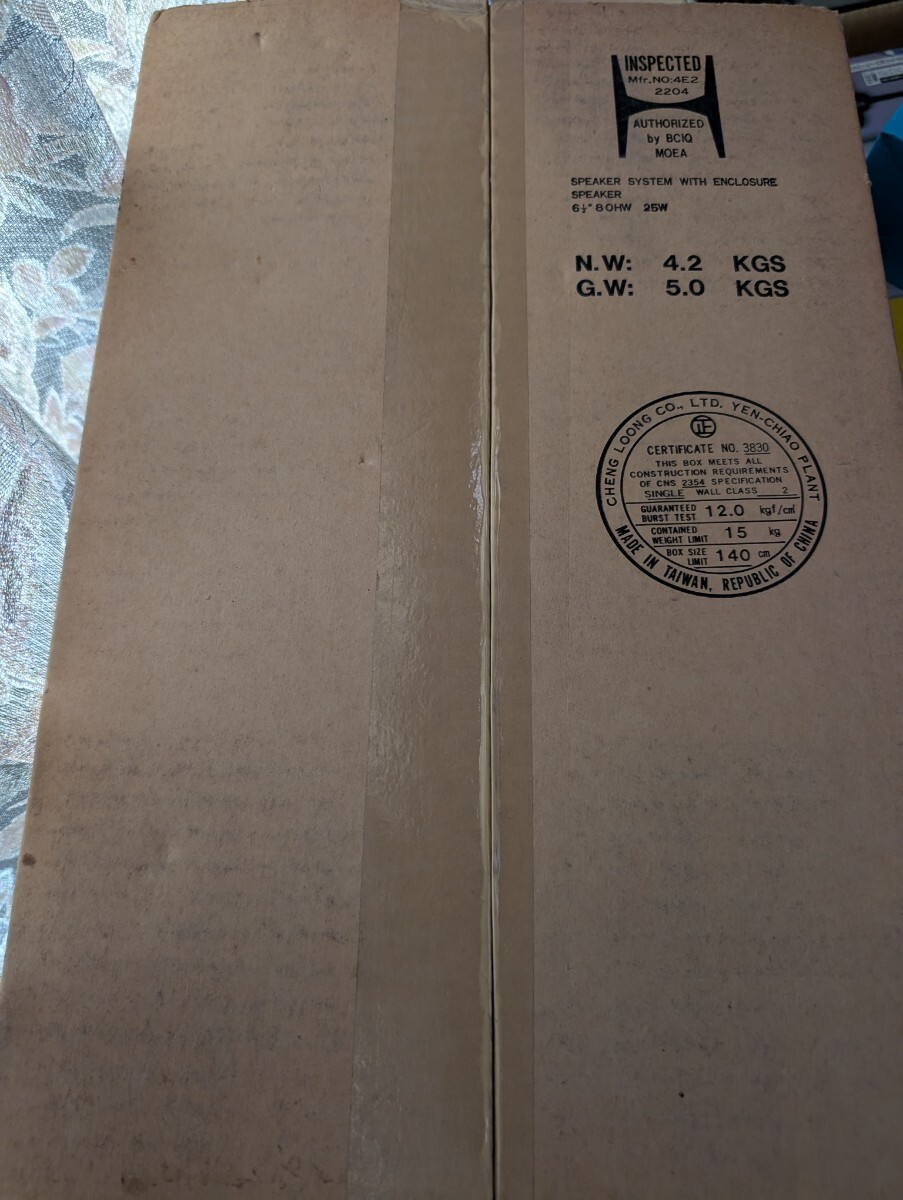 INSPECTED
Mfr.NO:4E2
2204
AUTHORIZED
by BCIQ
MOEA
SPEAKER SYSTEM WITH ENCLOSURE
SPEAKER
6½" 8OHW 25W
N.W: 4.2 KGS
G.W: 5.0 KGS
CHENG LOONG CO., LTD. YEN-CHIAO PLANT
正
CERTIFICATE NO. 3830
THIS BOX MEETS ALL
CONSTRUCTION REQUIREMENTS
OF CNS 2354 SPECIFICATION
SINGLE WALL CLASS 2
GUARANTEED
BURST TEST 12.0 kgf/cm²
CONTAINED
WEIGHT LIMIT 15 kg
BOX SIZE
LIMIT 140 cm
MADE IN TAIWAN, REPUBLIC OF CHINA